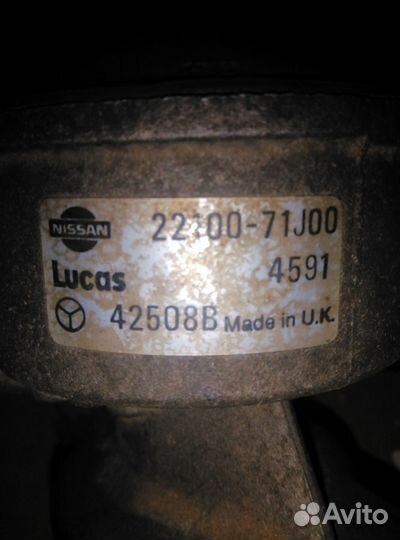 NISSAN 22100-71J00
Lucas 4591
42508B Made in U.K.
Avito